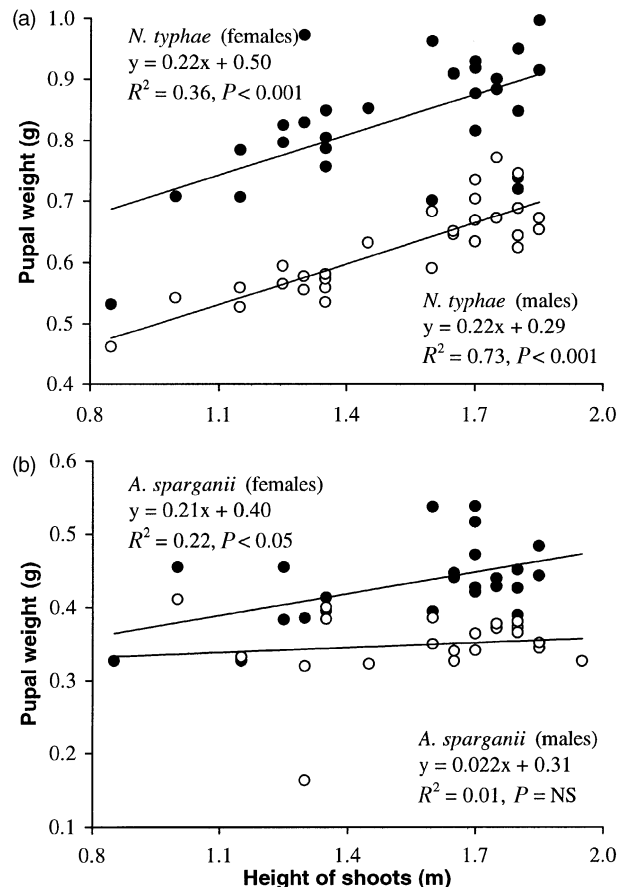 (a)
1.0
0.9
0.8
0.7
0.6
0.5
0.4
Pupal weight (g)
N. typhae (females)
y = 0.22x + 0.50
R² = 0.36, P< 0.001
N. typhae (males)
y = 0.22x + 0.29
R² = 0.73, P< 0.001
0.8 1.1 1.4 1.7 2.0
(b)
0.6
0.5
0.4
0.3
0.2
0.1
Pupal weight (g)
A. sparganii (females)
y = 0.21x + 0.40
R² = 0.22, P< 0.05
A. sparganii (males)
y = 0.022x + 0.31
R² = 0.01, P = NS
0.8 1.1 1.4 1.7 2.0
Height of shoots (m)